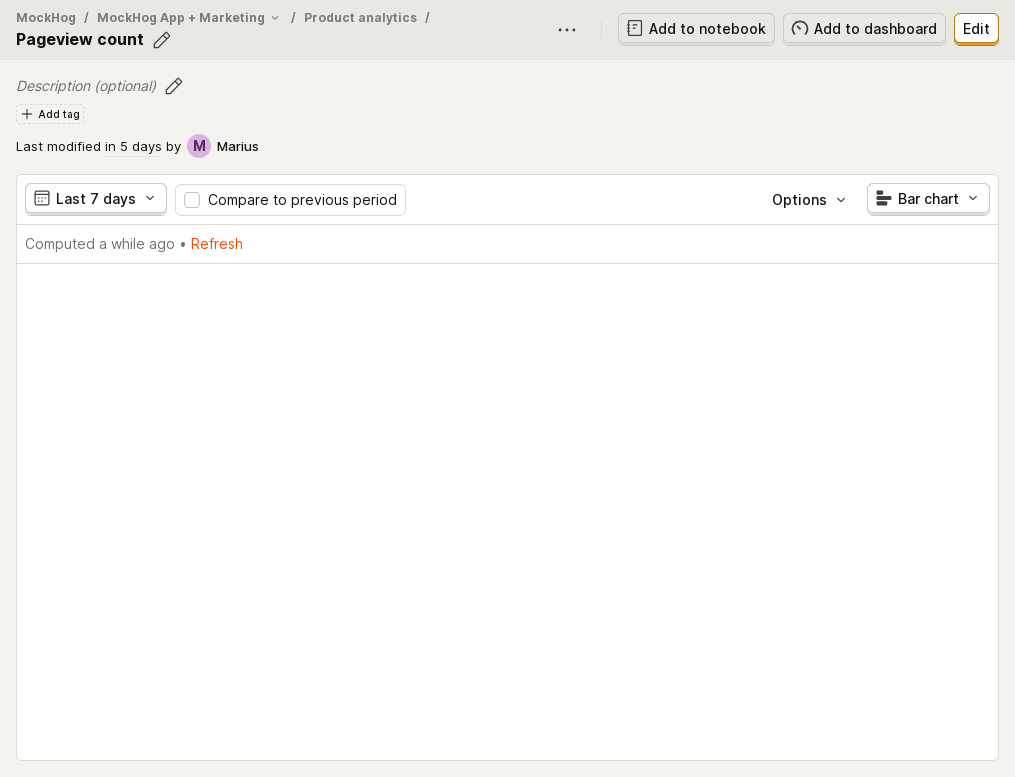 MockHog / MockHog App + Marketing / Product analytics /
Pageview count
Add to notebook
Add to dashboard
Edit
Description (optional)
Add tag
Last modified in 5 days by M Marius
Last 7 days
Compare to previous period
Options
Bar chart
Computed a while ago • Refresh